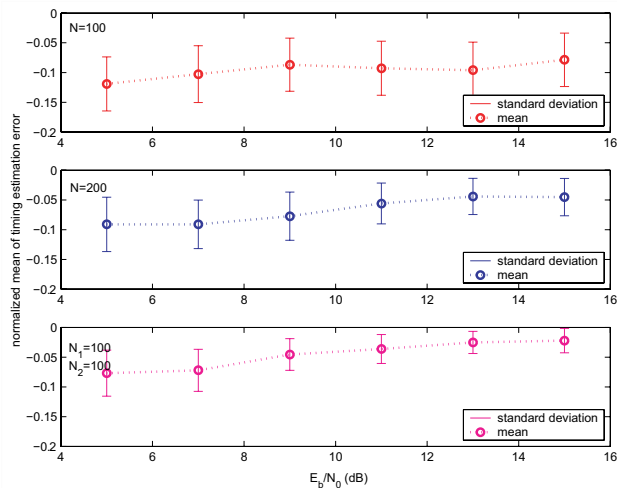 normalized mean of timing estimation error
0
−0.05
−0.1
−0.15
−0.2
N=100
standard deviation
mean
4 6 8 10 12 14 16
0
−0.05
−0.1
−0.15
−0.2
N=200
standard deviation
mean
4 6 8 10 12 14 16
0
−0.05
−0.1
−0.15
−0.2
N₁=100
N₂=100
standard deviation
mean
4 6 8 10 12 14 16
E_b/N₀ (dB)